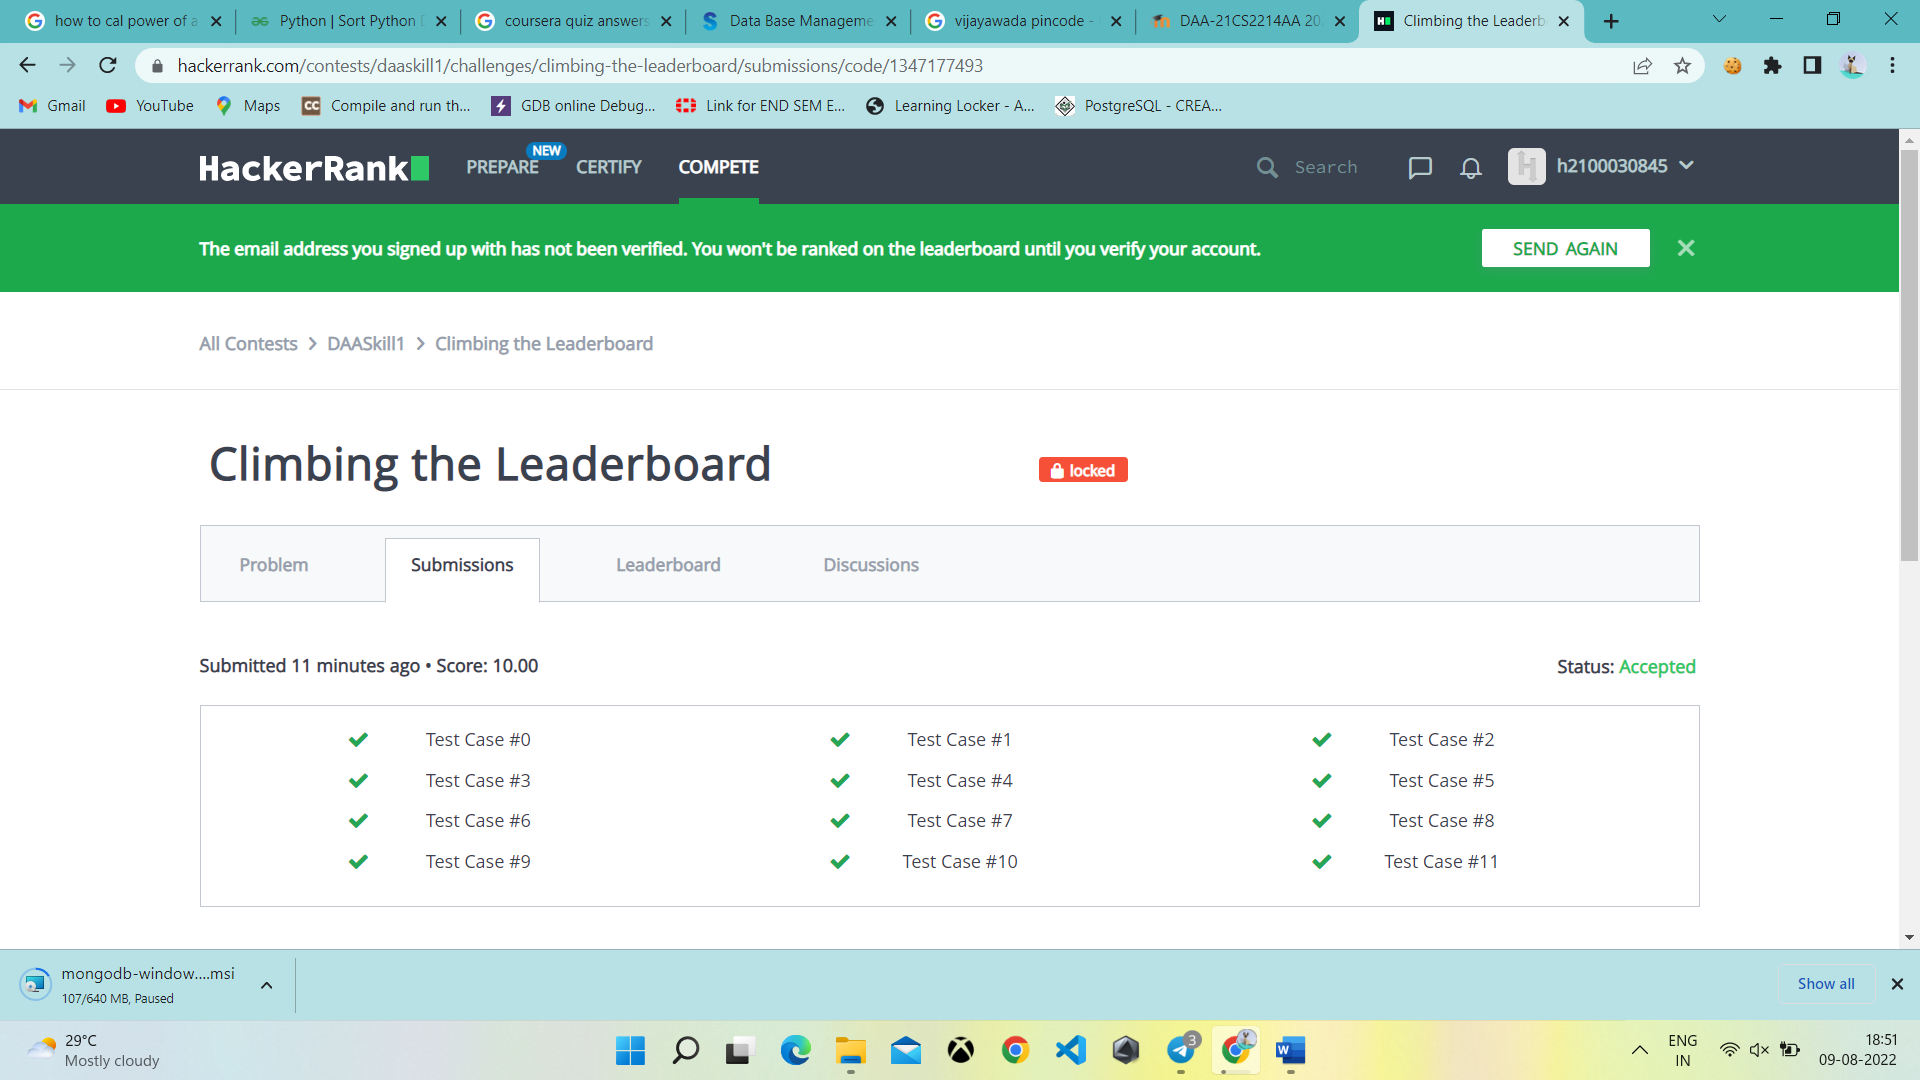 how to cal power of a
Python | Sort Python D
coursera quiz answers
Data Base Manageme
vijayawada pincode -
DAA-21CS2214AA 20
Climbing the Leaderb
hackerrank.com/contests/daaskill1/challenges/climbing-the-leaderboard/submissions/code/1347177493
Gmail
YouTube
Maps
CC
Compile and run th...
GDB online Debug...
Link for END SEM E...
Learning Locker - A...
PostgreSQL - CREA...
HackerRank
PREPARE
NEW
CERTIFY
COMPETE
Search
h2100030845
The email address you signed up with has not been verified. You won't be ranked on the leaderboard until you verify your account.
SEND AGAIN
All Contests
DAASkill1
Climbing the Leaderboard
Climbing the Leaderboard
locked
Problem
Submissions
Leaderboard
Discussions
Submitted 11 minutes ago • Score: 10.00
Status: Accepted
Test Case #0
Test Case #1
Test Case #2
Test Case #3
Test Case #4
Test Case #5
Test Case #6
Test Case #7
Test Case #8
Test Case #9
Test Case #10
Test Case #11
mongodb-window....msi
107/640 MB, Paused
Show all
29°C
Mostly cloudy
3
ENG
IN
18:51
09-08-2022